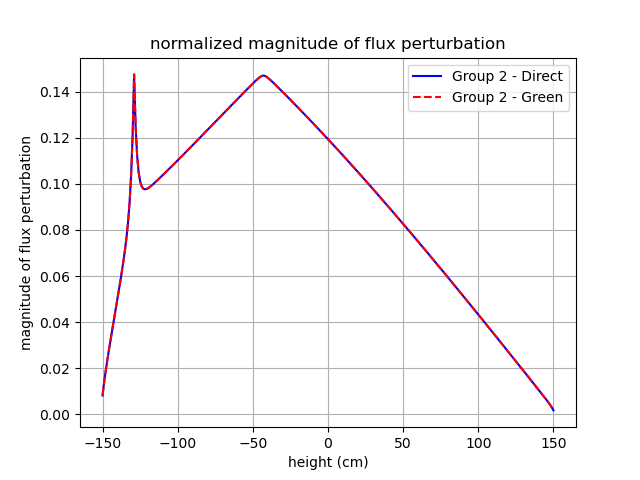 normalized magnitude of flux perturbation
magnitude of flux perturbation
0.14
0.12
0.10
0.08
0.06
0.04
0.02
0.00
Group 2 - Direct
Group 2 - Green
−150 −100 −50 0 50 100 150
height (cm)